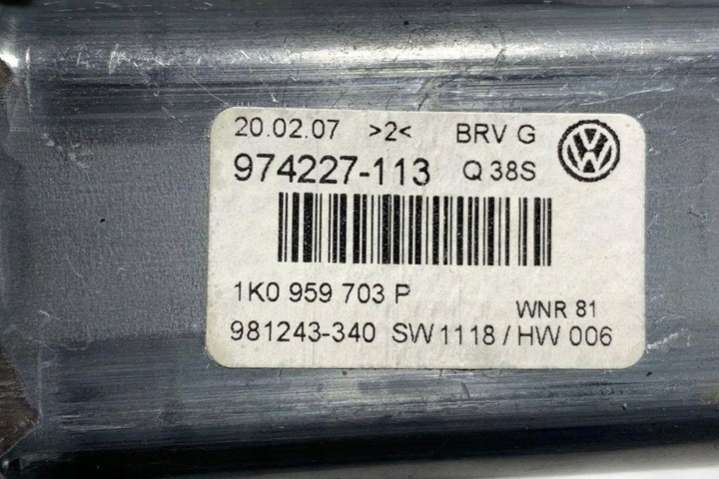 20.02.07 >2< BRV G
974227-113 Q 38S
1K0 959 703 P
WNR 81
981243-340 SW1118 / HW 006